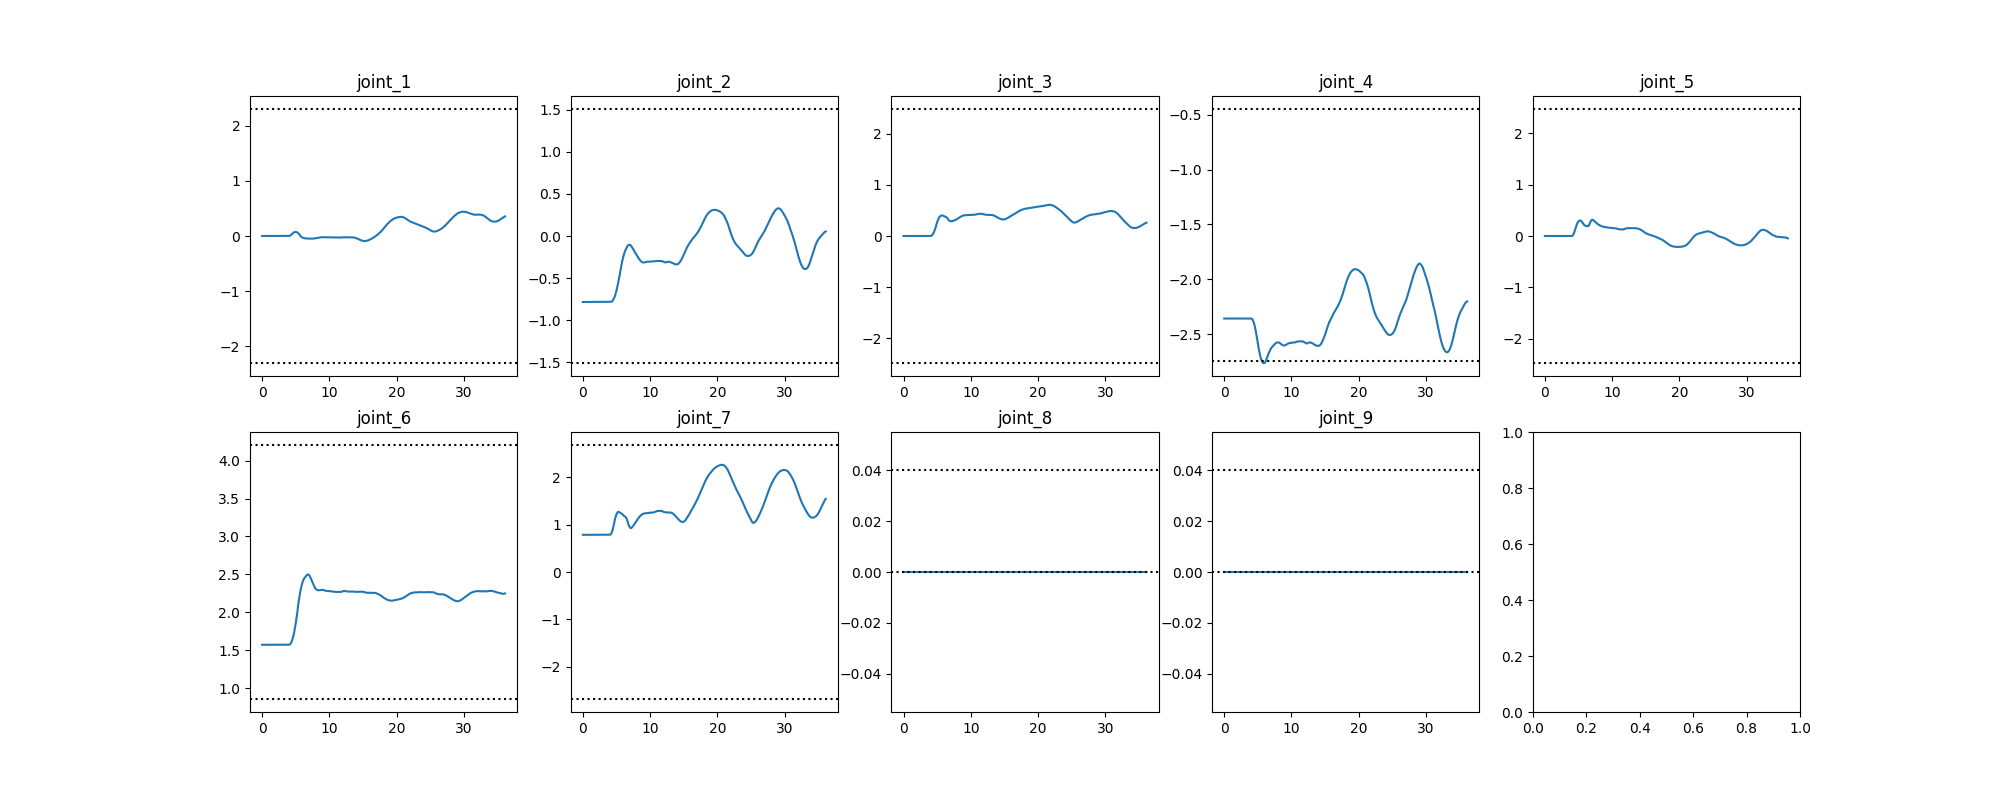 joint_1 joint_2 joint_3 joint_4 joint_5
2 1 0 −1 −2
0 10 20 30
1.5 1.0 0.5 0.0 −0.5 −1.0 −1.5
0 10 20 30
2 1 0 −1 −2
0 10 20 30
−0.5 −1.0 −1.5 −2.0 −2.5
0 10 20 30
2 1 0 −1 −2
0 10 20 30
joint_6 joint_7 joint_8 joint_9
4.0 3.5 3.0 2.5 2.0 1.5 1.0
0 10 20 30
2 1 0 −1 −2
0 10 20 30
0.04 0.02 0.00 −0.02 −0.04
0 10 20 30
0.04 0.02 0.00 −0.02 −0.04
0 10 20 30
1.0 0.8 0.6 0.4 0.2 0.0
0.0 0.2 0.4 0.6 0.8 1.0